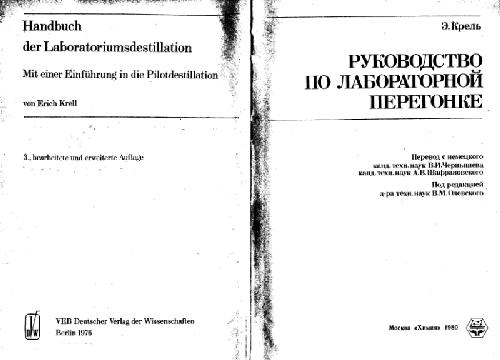 Handbuch
der Laboratoriumsdestillation
Mit einer Einführung in die Pilotdestillation
von Erich Krell
3., bearbeitete und erweiterte Auflage
VEB Deutscher Verlag der Wissenschaften
Berlin 1976
Э. Крель
РУКОВОДСТВО
ПО ЛАБОРАТОРНОЙ
ПЕРЕГОНКЕ
Перевод с немецкого
канд. техн. наук В.И. Чернышева
канд. техн. наук А.В. Шафрановского
Под редакцией
д-ра техн. наук В.М. Олевского
Москва «Химия» 1980